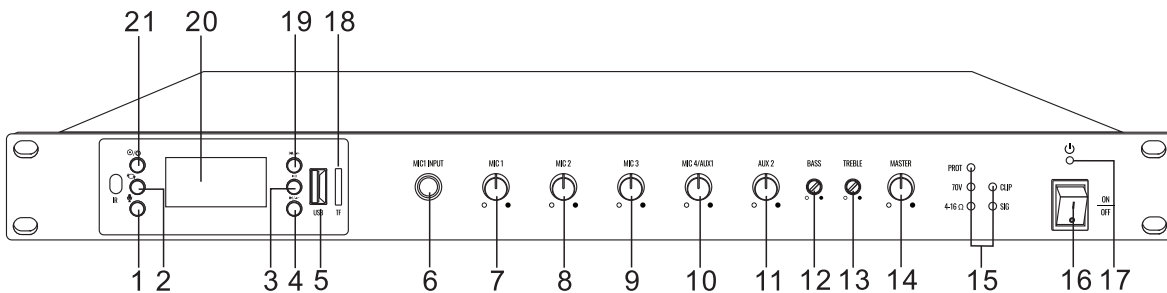 21 20 19 18
MIC1 INPUT MIC 1 MIC 2 MIC 3 MIC 4/AUX1 AUX 2 BASS TREBLE MASTER
PROT
70V CLIP
4-16 Ω SIG
ON
OFF
IR USB TF
1 2 3 4 5 6 7 8 9 10 11 12 13 14 15 16 17